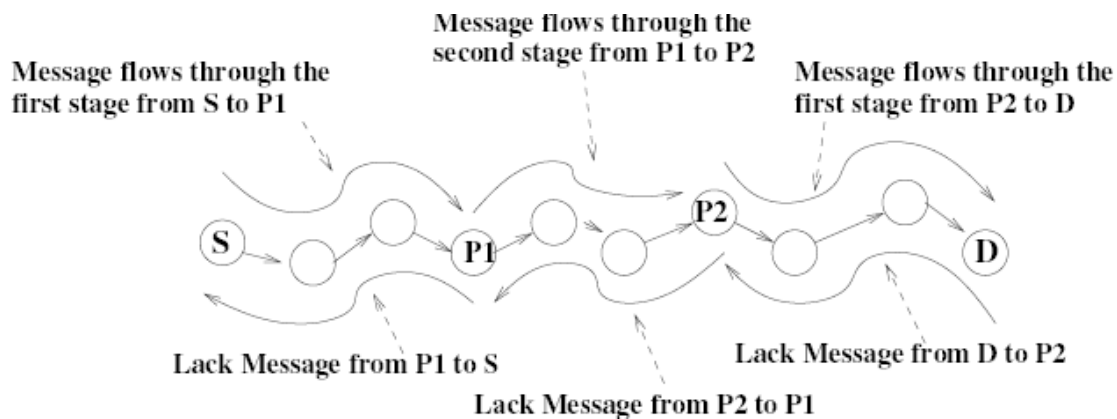 Message flows through the
second stage from P1 to P2
Message flows through the
first stage from S to P1
Message flows through the
first stage from P2 to D
S
P1
P2
D
Lack Message from P1 to S
Lack Message from D to P2
Lack Message from P2 to P1